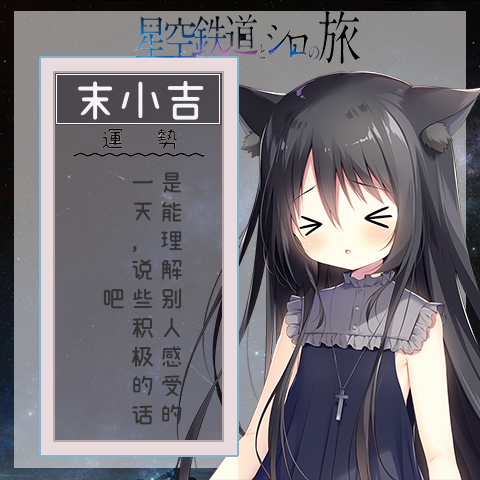 星空鉄道とシロの旅
末小吉
運勢
是能理解别人感受的
一天，说些积极的话
吧